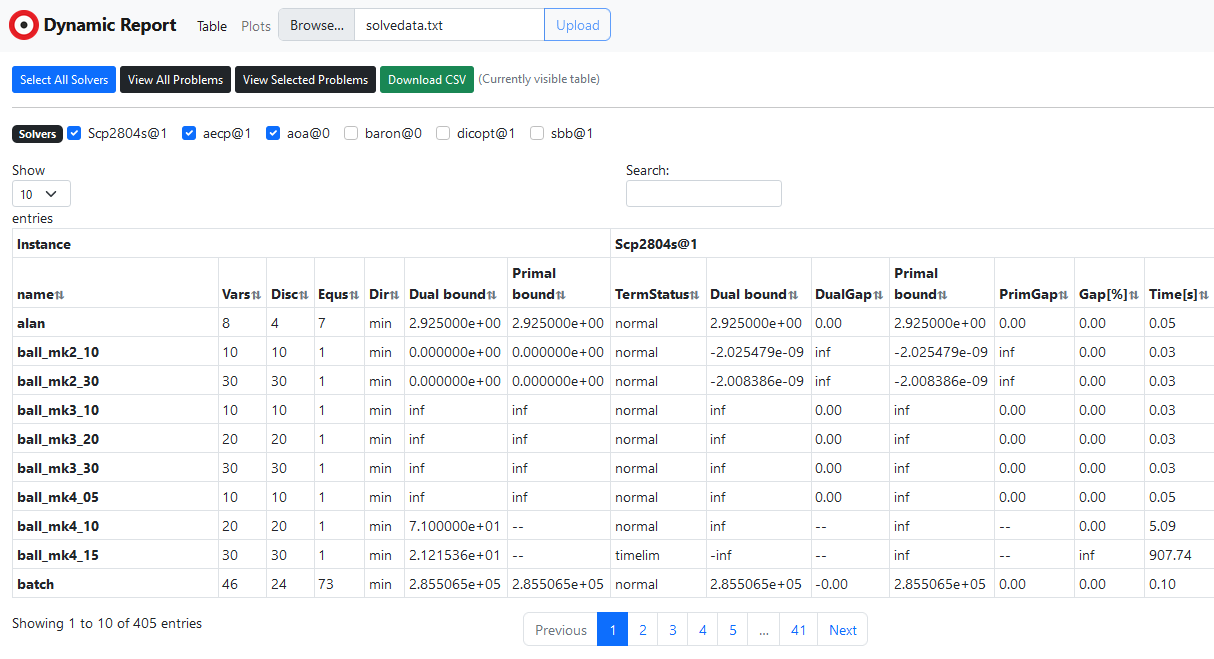 Dynamic Report Table Plots Browse... solvedata.txt Upload
Select All Solvers View All Problems View Selected Problems Download CSV (Currently visible table)
Solvers Scp2804s@1 aecp@1 aoa@0 baron@0 dicopt@1 sbb@1
Show Search:
10
entries
Instance Scp2804s@1
name⇅ Vars⇅ Disc⇅ Equs⇅ Dir⇅ Dual bound⇅ Primal bound⇅ TermStatus⇅ Dual bound⇅ DualGap⇅ Primal bound⇅ PrimGap⇅ Gap[%]⇅ Time[s]⇅
alan 8 4 7 min 2.925000e+00 2.925000e+00 normal 2.925000e+00 0.00 2.925000e+00 0.00 0.00 0.05
ball_mk2_10 10 10 1 min 0.000000e+00 0.000000e+00 normal -2.025479e-09 inf -2.025479e-09 inf 0.00 0.03
ball_mk2_30 30 30 1 min 0.000000e+00 0.000000e+00 normal -2.008386e-09 inf -2.008386e-09 inf 0.00 0.03
ball_mk3_10 10 10 1 min inf inf normal inf 0.00 inf 0.00 0.00 0.03
ball_mk3_20 20 20 1 min inf inf normal inf 0.00 inf 0.00 0.00 0.03
ball_mk3_30 30 30 1 min inf inf normal inf 0.00 inf 0.00 0.00 0.03
ball_mk4_05 10 10 1 min inf inf normal inf 0.00 inf 0.00 0.00 0.05
ball_mk4_10 20 20 1 min 7.100000e+01 -- normal inf -- inf -- 0.00 5.09
ball_mk4_15 30 30 1 min 2.121536e+01 -- timelim -inf -- inf -- inf 907.74
batch 46 24 73 min 2.855065e+05 2.855065e+05 normal 2.855065e+05 -0.00 2.855065e+05 0.00 0.00 0.10
Showing 1 to 10 of 405 entries Previous 1 2 3 4 5 ... 41 Next